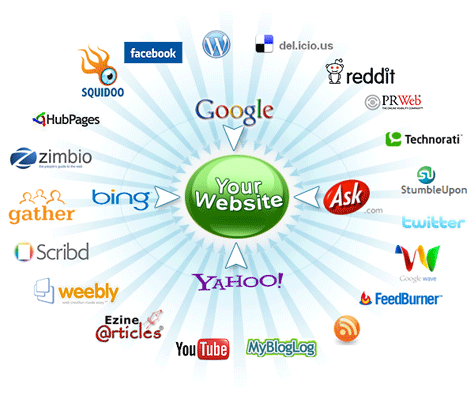 facebook
del.icio.us
reddit
SQUIDOO
Google
PRWeb
HubPages
Technorati
zimbio
StumbleUpon
Your
Website
bing
Ask
.com
gather
twitter
Scribd
YAHOO!
Google wave
weebly
FeedBurner
Ezine
@rticles
YouTube
MyBlogLog